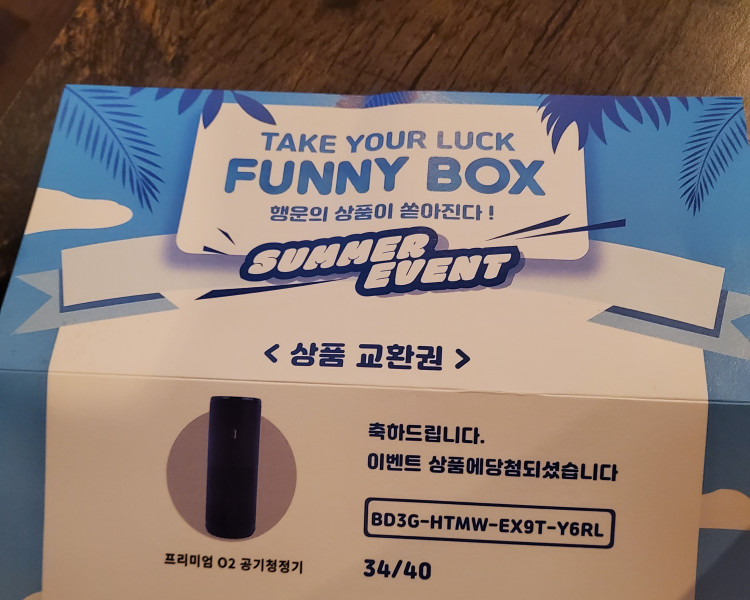 TAKE YOUR LUCK
FUNNY BOX
행운의 상품이 쏟아진다!
SUMMER
EVENT
< 상품 교환권 >
축하드립니다.
이벤트 상품에당첨되셨습니다
BD3G-HTMW-EX9T-Y6RL
프리미엄 O2 공기청정기
34/40